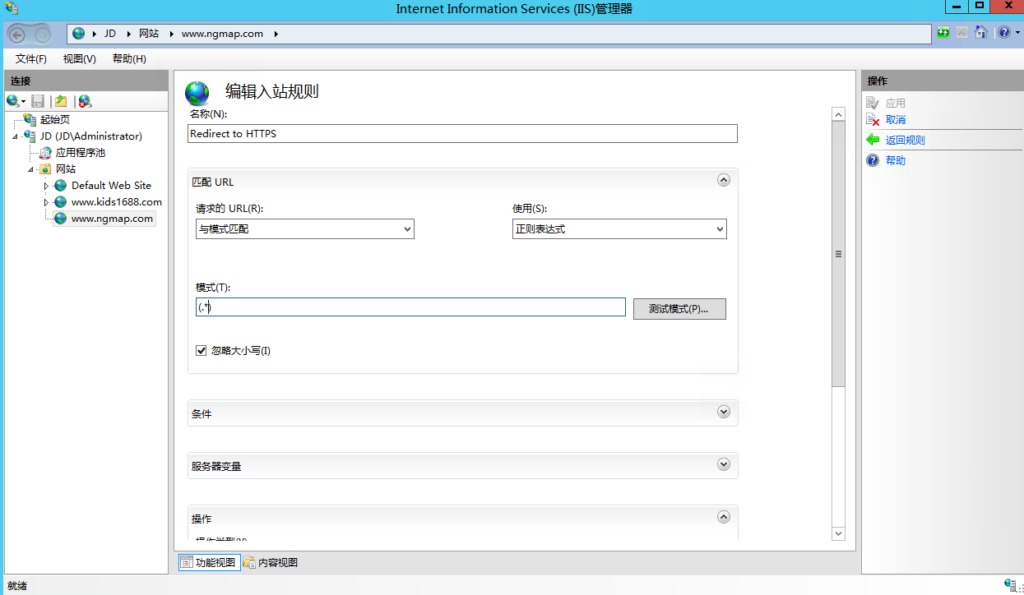 Internet Information Services (IIS)管理器
JD 网站 www.ngmap.com
文件(F) 视图(V) 帮助(H)
连接
起始页
JD (JD\Administrator)
应用程序池
网站
Default Web Site
www.kids1688.com
www.ngmap.com
编辑入站规则
名称(N):
Redirect to HTTPS
匹配 URL
请求的 URL(R): 使用(S):
与模式匹配 正则表达式
模式(T):
(.*) 测试模式(P)...
忽略大小写(I)
条件
服务器变量
操作
功能视图 内容视图
操作
应用
取消
返回规则
帮助
就绪